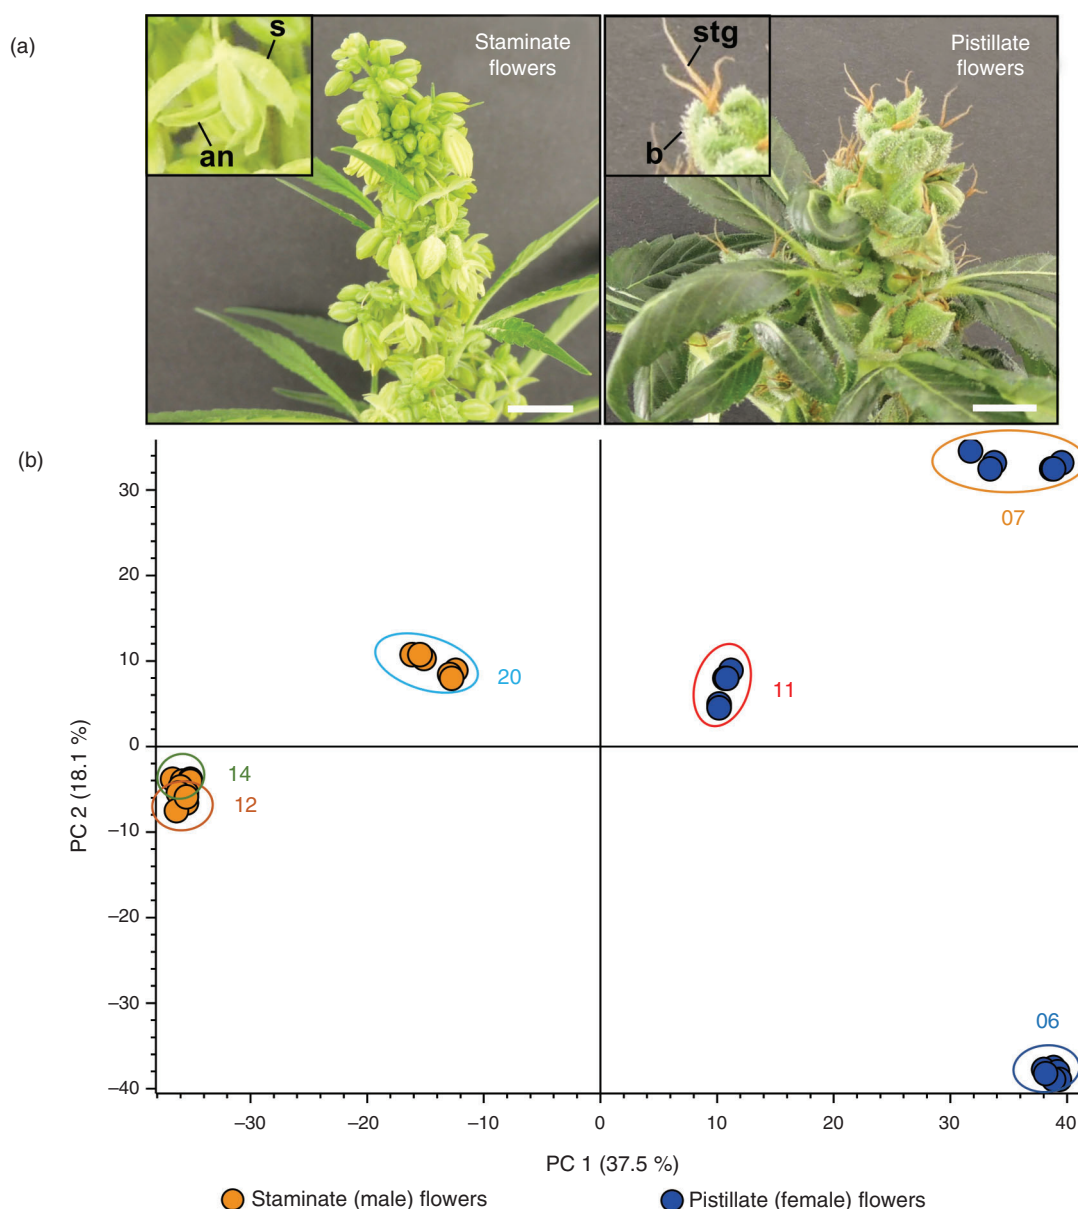 (a)
s
an
Staminate
flowers
stg
b
Pistillate
flowers
(b)
PC 2 (18.1 %)
30
20
10
0
–10
–20
–30
–40
07
20
11
14
12
06
–30
–20
–10
0
10
20
30
40
PC 1 (37.5 %)
Staminate (male) flowers
Pistillate (female) flowers